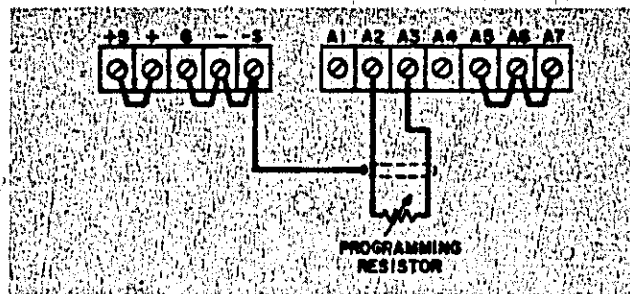 +S + G - -S A1 A2 A3 A4 A5 A6 A7
PROGRAMMING
RESISTOR